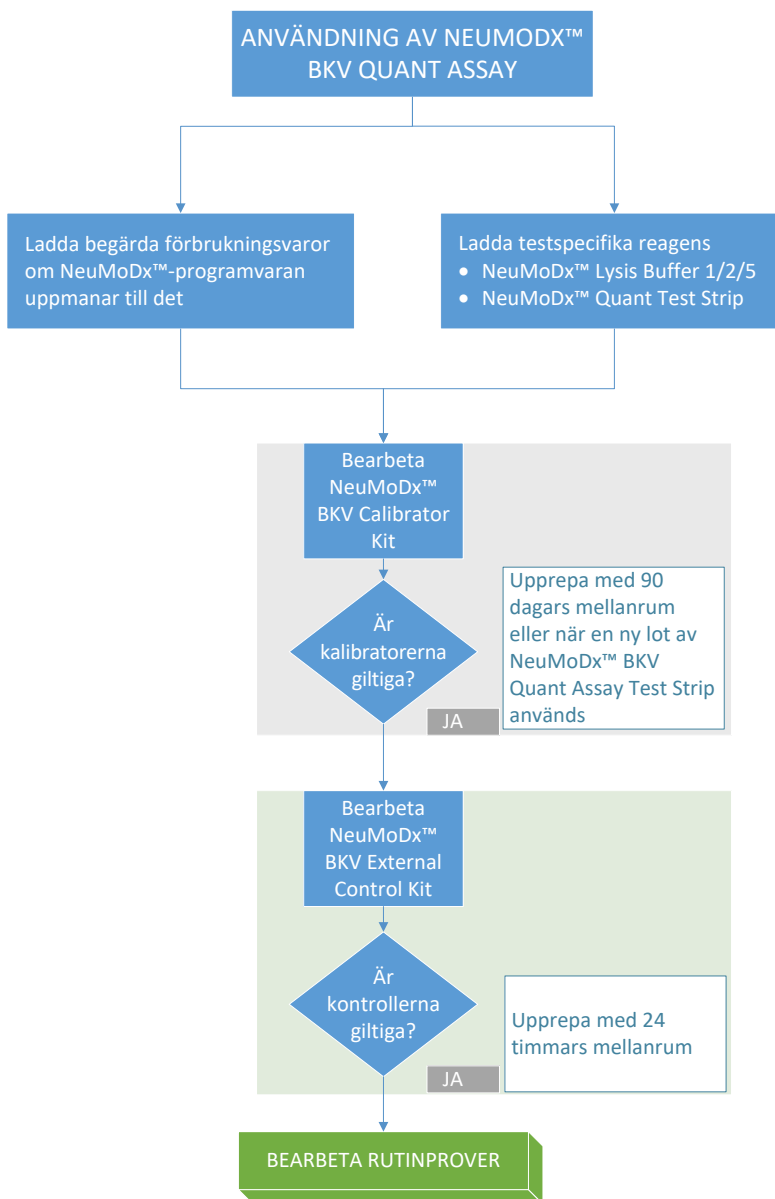 ANVÄNDNING AV NEUMODX™
BKV QUANT ASSAY
Ladda begärda förbrukningsvaror
om NeuMoDx™-programvaran
uppmanar till det
Ladda testspecifika reagens
• NeuMoDx™ Lysis Buffer 1/2/5
• NeuMoDx™ Quant Test Strip
Bearbeta
NeuMoDx™
BKV Calibrator
Kit
Är
kalibratorerna
giltiga?
Upprepa med 90
dagars mellanrum
eller när en ny lot av
NeuMoDx™ BKV
Quant Assay Test Strip
används
JA
Bearbeta
NeuMoDx™
BKV External
Control Kit
Är
kontrollerna
giltiga?
Upprepa med 24
timmars mellanrum
JA
BEARBETA RUTINPROVER